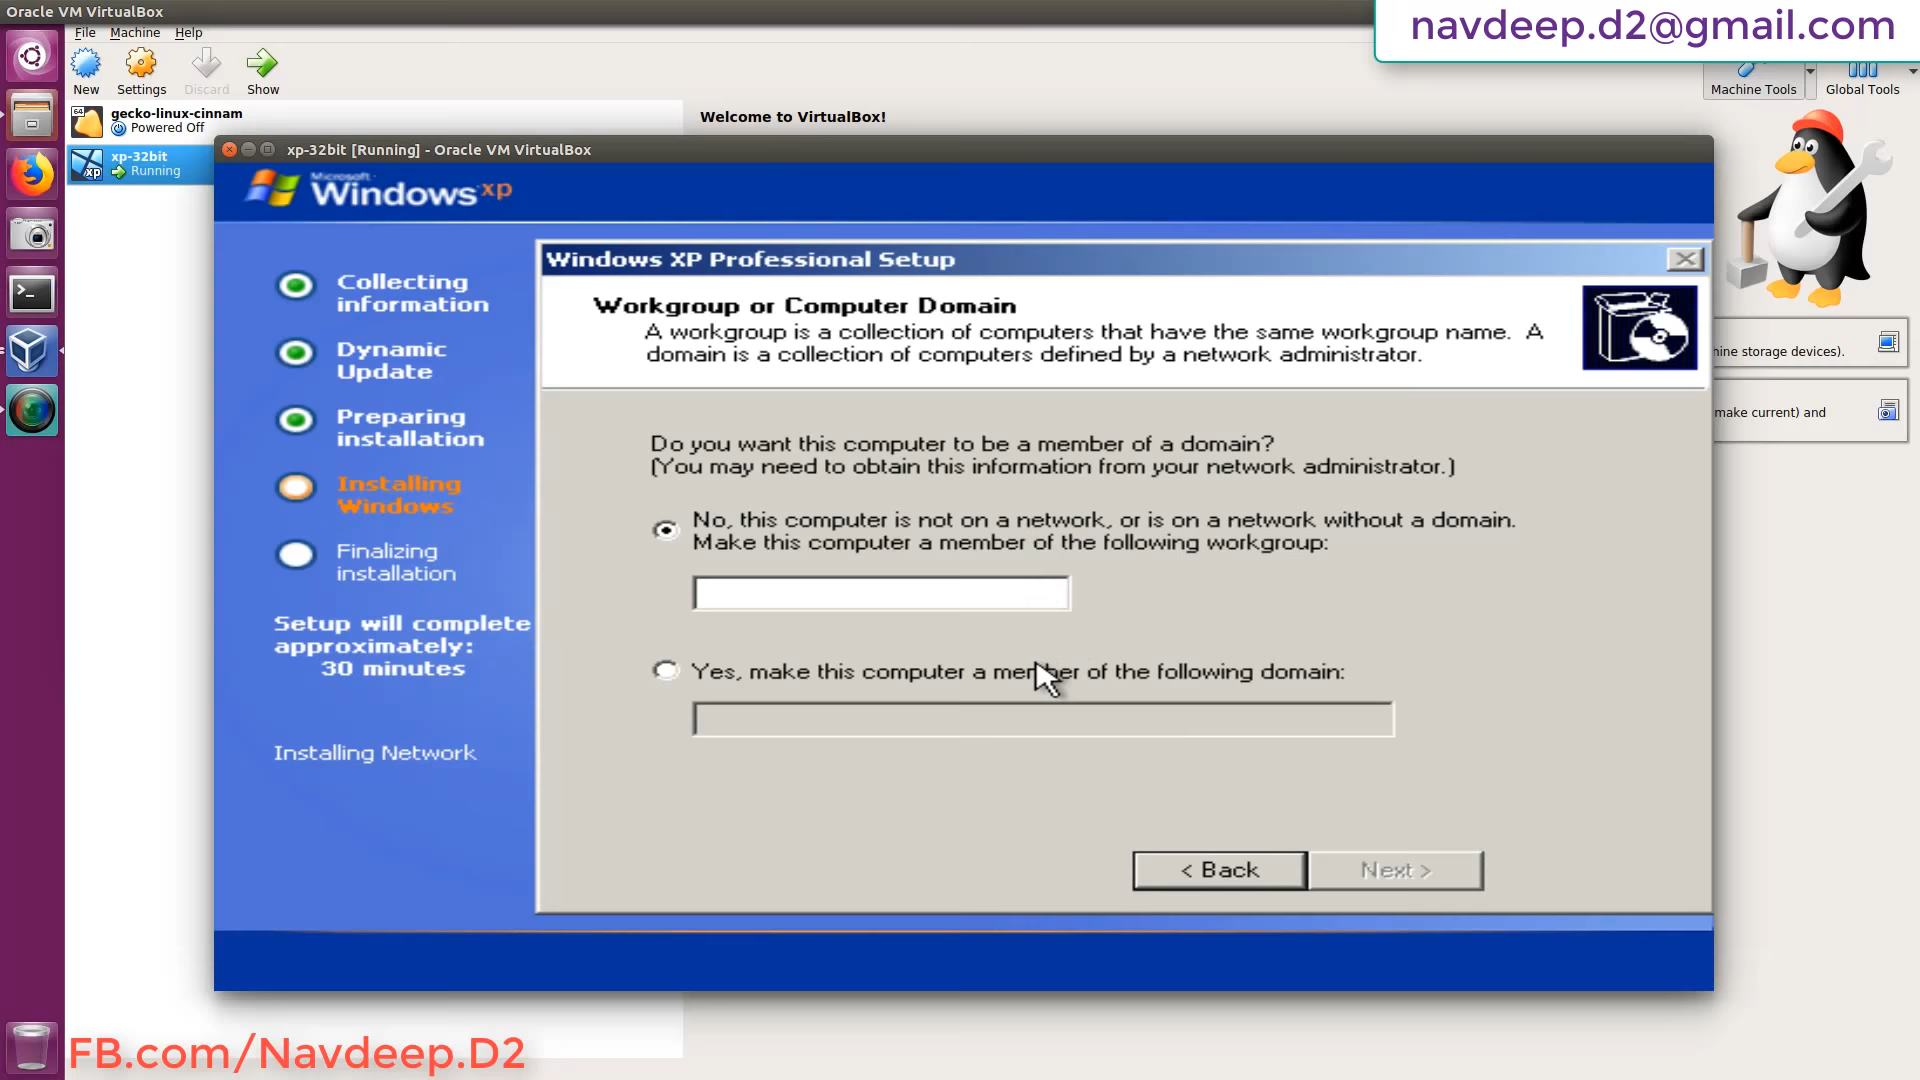 Oracle VM VirtualBox
navdeep.d2@gmail.com
File Machine Help
New Settings Discard Show
Machine Tools Global Tools
64
gecko-linux-cinnam
Powered Off
Welcome to VirtualBox!
xp-32bit
Running
xp
xp-32bit [Running] - Oracle VM VirtualBox
Microsoft
Windows xp
Windows XP Professional Setup
Collecting
information
Dynamic
Update
Preparing
installation
Installing
Windows
Finalizing
installation
Setup will complete
approximately:
30 minutes
Installing Network
Workgroup or Computer Domain
A workgroup is a collection of computers that have the same workgroup name. A
domain is a collection of computers defined by a network administrator.
Do you want this computer to be a member of a domain?
(You may need to obtain this information from your network administrator.)
No, this computer is not on a network, or is on a network without a domain.
Make this computer a member of the following workgroup:
Yes, make this computer a member of the following domain:
< Back
Next >
hine storage devices).
make current) and
FB.com/Navdeep.D2